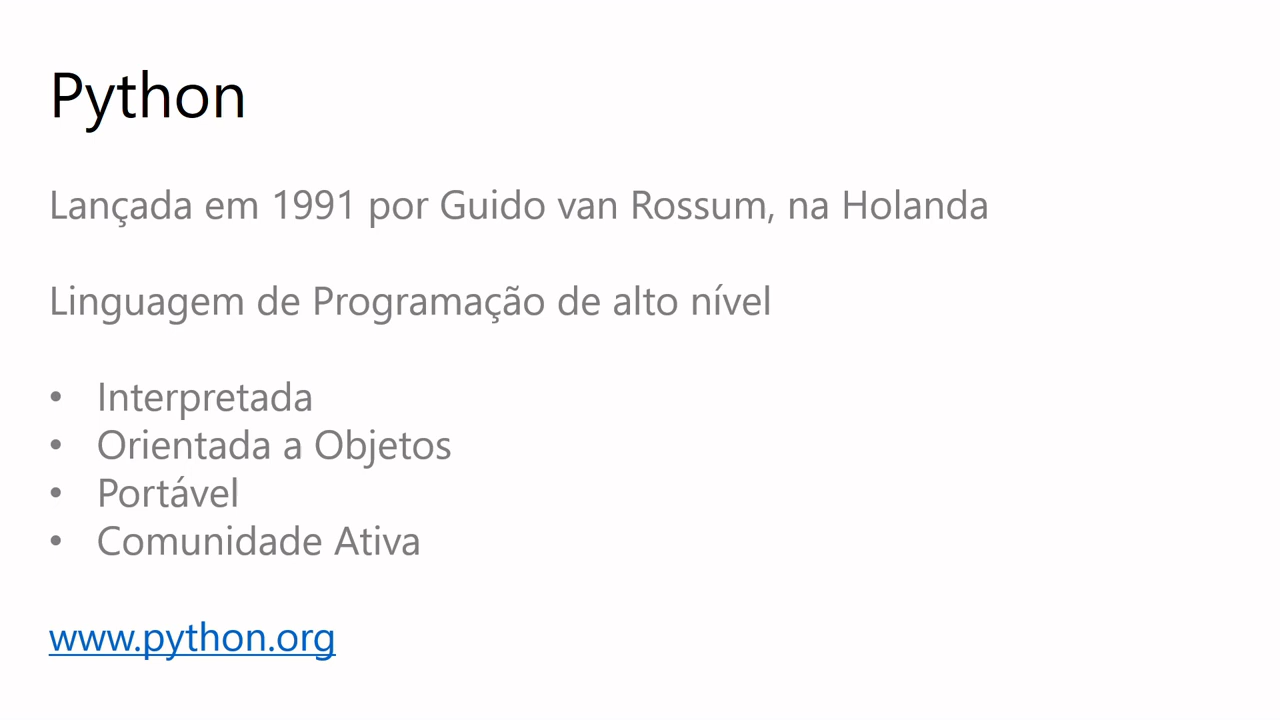 Python
Lançada em 1991 por Guido van Rossum, na Holanda
Linguagem de Programação de alto nível
• Interpretada
• Orientada a Objetos
• Portável
• Comunidade Ativa
www.python.org